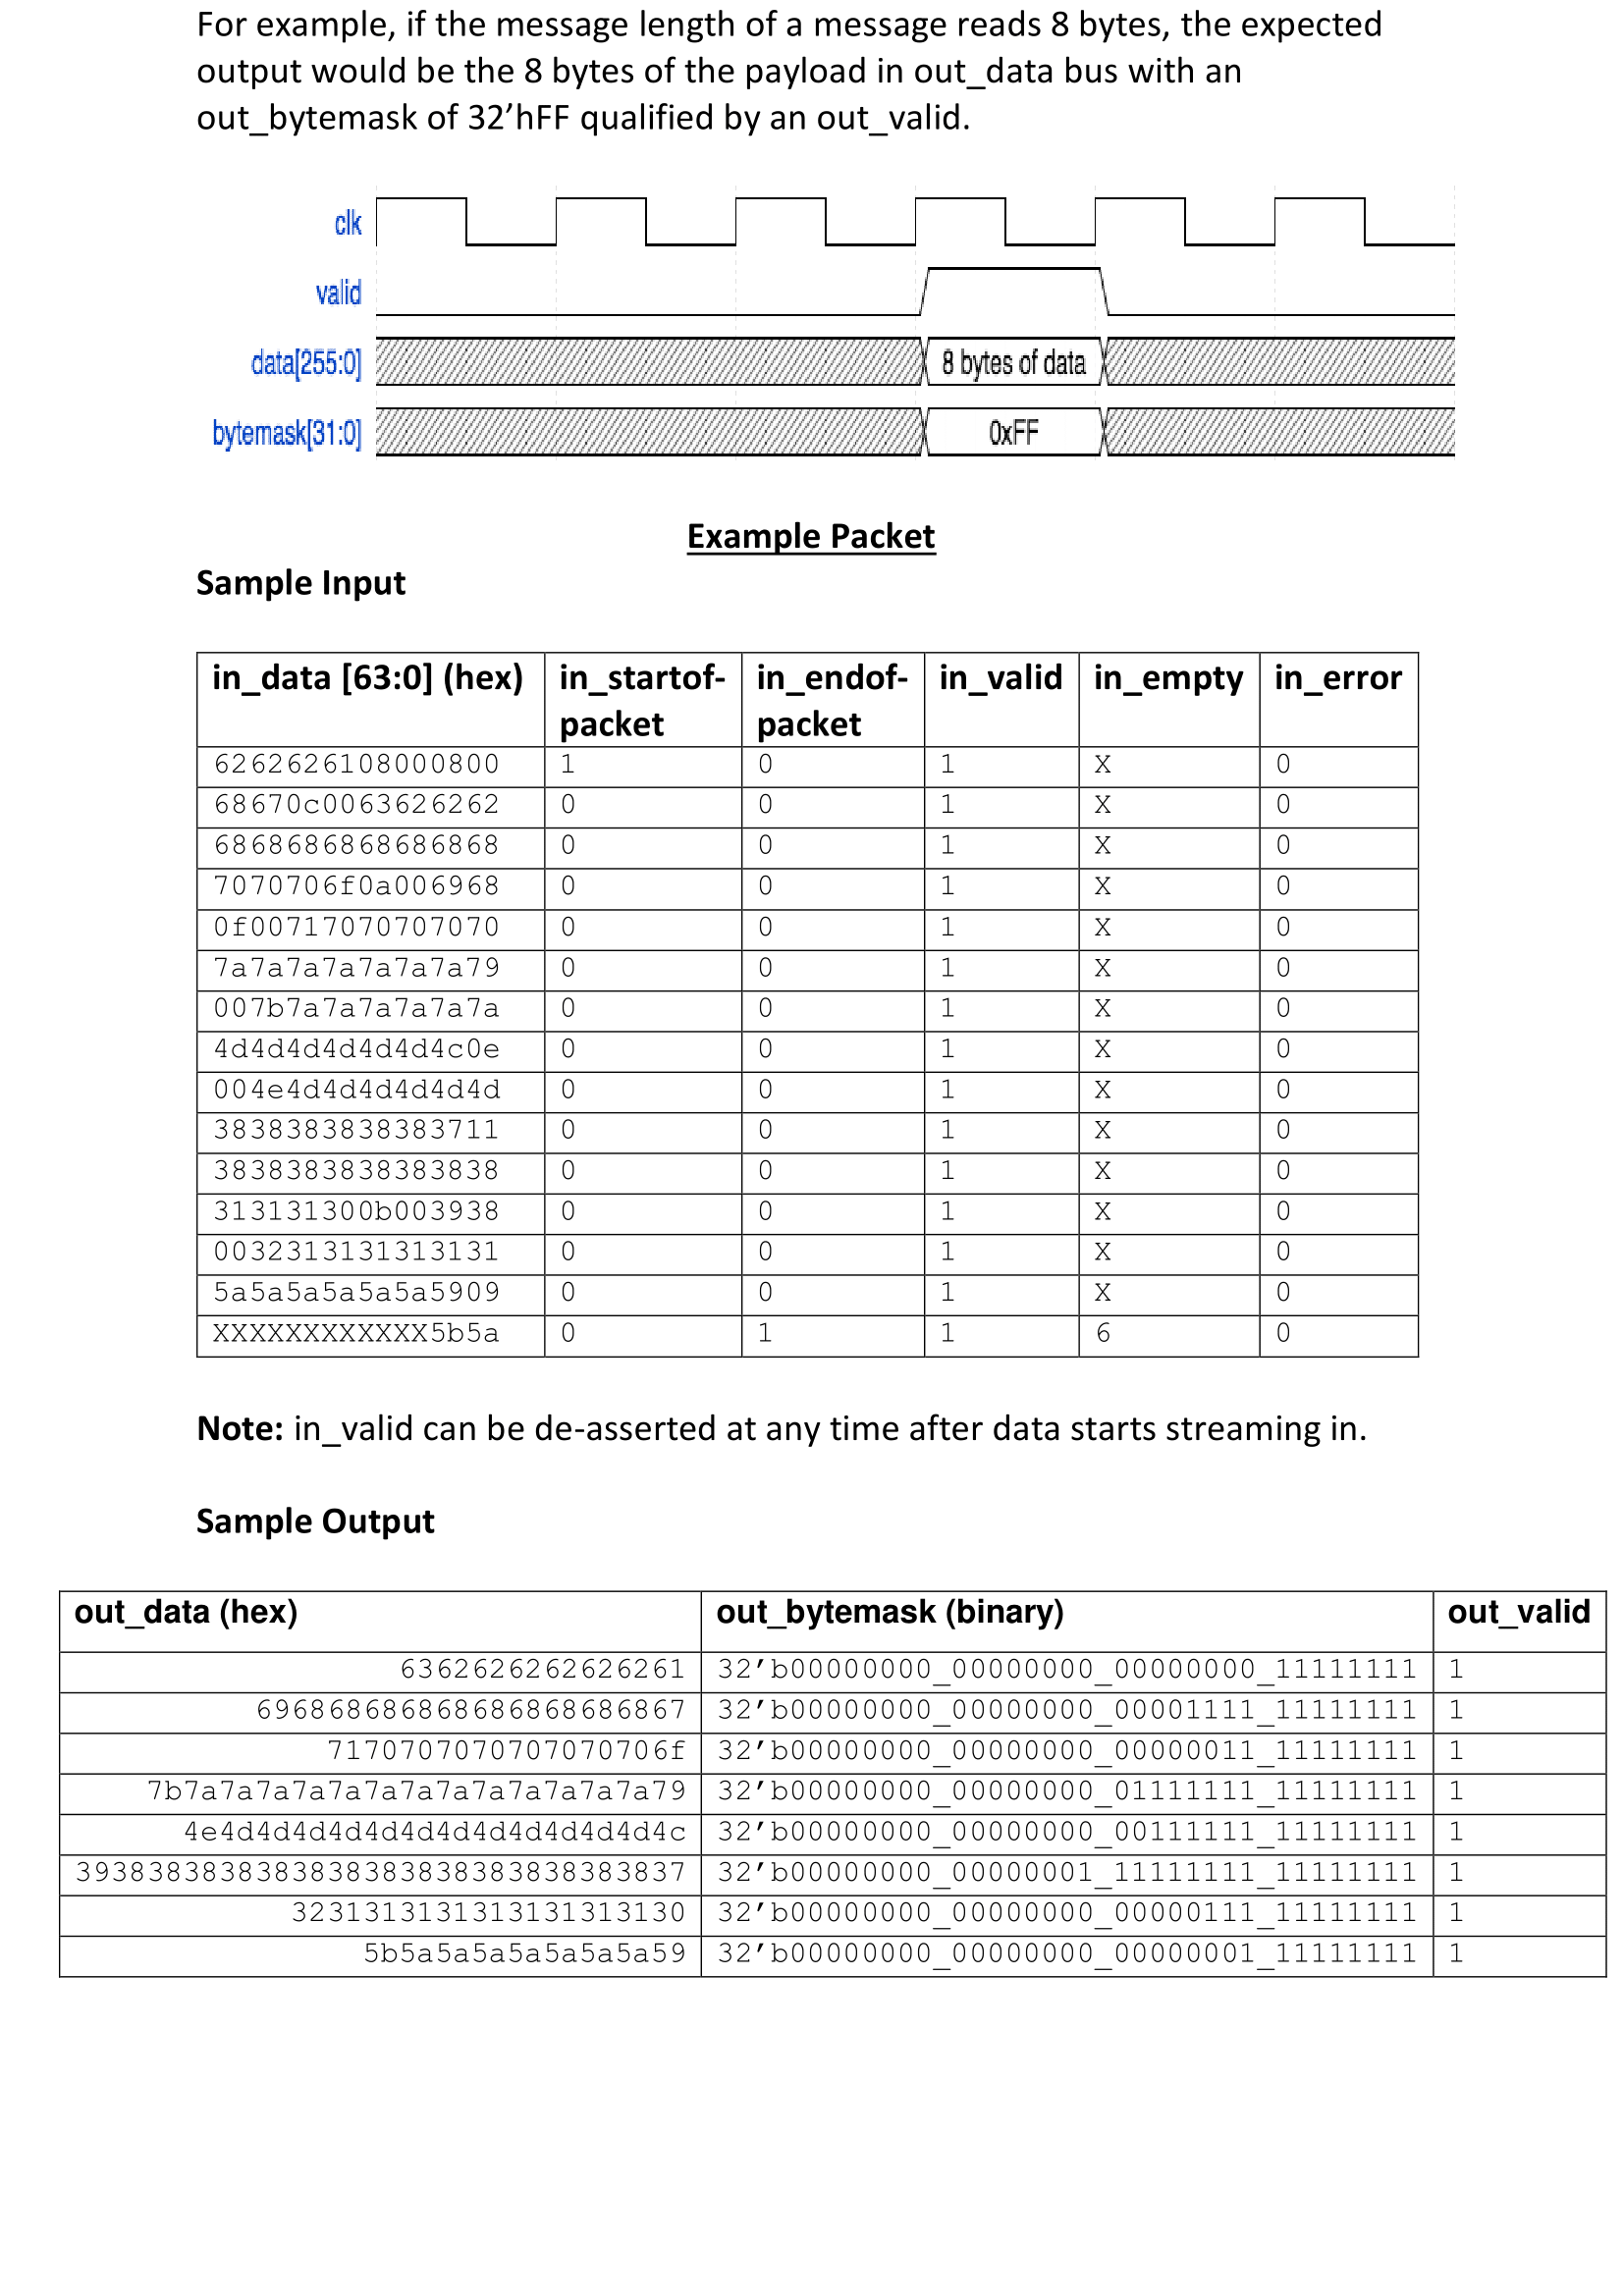 For example, if the message length of a message reads 8 bytes, the expected
output would be the 8 bytes of the payload in out_data bus with an
out_bytemask of 32’hFF qualified by an out_valid.
clk
valid
data[255:0] 8 bytes of data
bytemask[31:0] 0xFF
Example Packet
Sample Input
in_data [63:0] (hex) in_startof- in_endof- in_valid in_empty in_error
packet packet
6262626108000800 1 0 1 X 0
68670c0063626262 0 0 1 X 0
6868686868686868 0 0 1 X 0
7070706f0a006968 0 0 1 X 0
0f00717070707070 0 0 1 X 0
7a7a7a7a7a7a7a79 0 0 1 X 0
007b7a7a7a7a7a7a 0 0 1 X 0
4d4d4d4d4d4d4c0e 0 0 1 X 0
004e4d4d4d4d4d4d 0 0 1 X 0
3838383838383711 0 0 1 X 0
3838383838383838 0 0 1 X 0
313131300b003938 0 0 1 X 0
0032313131313131 0 0 1 X 0
5a5a5a5a5a5a5909 0 0 1 X 0
XXXXXXXXXXXX5b5a 0 1 1 6 0
Note: in_valid can be de-asserted at any time after data starts streaming in.
Sample Output
out_data (hex) out_bytemask (binary) out_valid
6362626262626261 32’b00000000_00000000_00000000_11111111 1
696868686868686868686867 32’b00000000_00000000_00001111_11111111 1
7170707070707070706f 32’b00000000_00000000_00000011_11111111 1
7b7a7a7a7a7a7a7a7a7a7a7a7a7a79 32’b00000000_00000000_01111111_11111111 1
4e4d4d4d4d4d4d4d4d4d4d4d4d4c 32’b00000000_00000000_00111111_11111111 1
3938383838383838383838383838383837 32’b00000000_00000001_11111111_11111111 1
3231313131313131313130 32’b00000000_00000000_00000111_11111111 1
5b5a5a5a5a5a5a5a59 32’b00000000_00000000_00000001_11111111 1